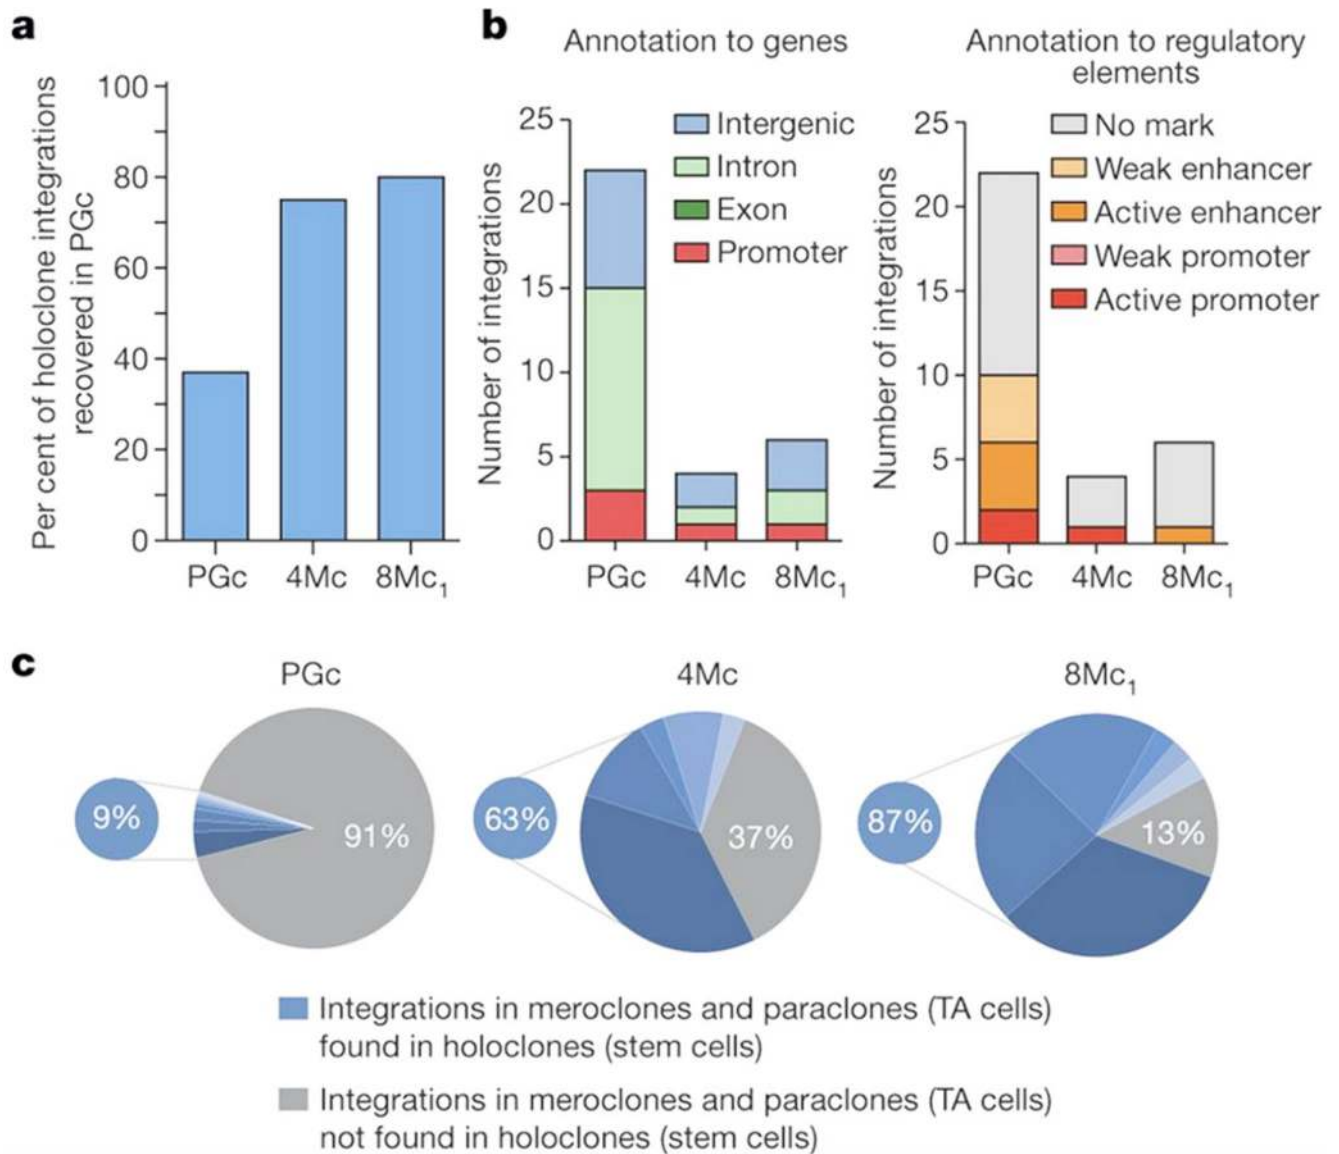 a
Per cent of holoclone integrations
recovered in PGc
100
80
60
40
20
0
PGc
4Mc
8Mc1
b
Annotation to genes
Number of integrations
25
20
15
10
5
0
Intergenic
Intron
Exon
Promoter
PGc
4Mc
8Mc1
Annotation to regulatory
elements
Number of integrations
25
20
15
10
5
0
No mark
Weak enhancer
Active enhancer
Weak promoter
Active promoter
PGc
4Mc
8Mc1
c
PGc
9%
91%
4Mc
63%
37%
8Mc1
87%
13%
Integrations in meroclones and paraclones (TA cells)
found in holoclones (stem cells)
Integrations in meroclones and paraclones (TA cells)
not found in holoclones (stem cells)